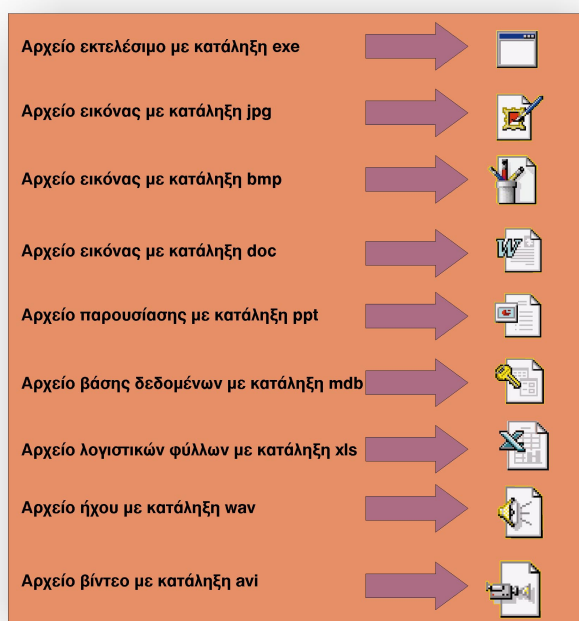 Αρχείο εκτελέσιμο με κατάληξη exe
Αρχείο εικόνας με κατάληξη jpg
Αρχείο εικόνας με κατάληξη bmp
Αρχείο εικόνας με κατάληξη doc
Αρχείο παρουσίασης με κατάληξη ppt
Αρχείο βάσης δεδομένων με κατάληξη mdb
Αρχείο λογιστικών φύλλων με κατάληξη xls
Αρχείο ήχου με κατάληξη wav
Αρχείο βίντεο με κατάληξη avi